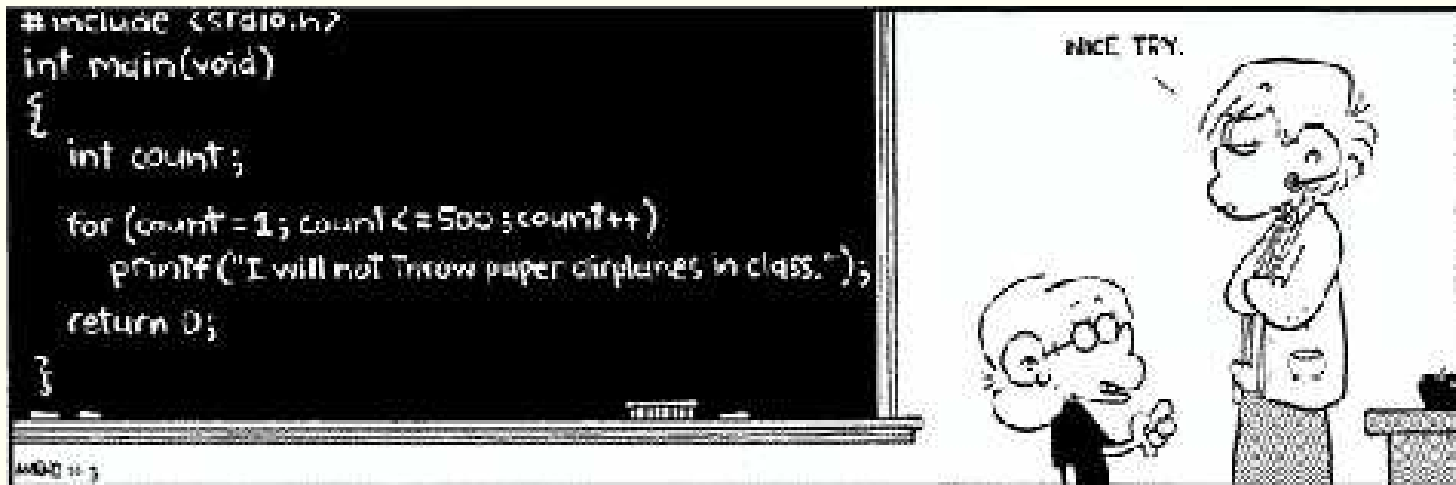 #include <stdio.h>
int main(void)
{
int count;
for (count = 1; count <= 500; count++)
printf("I will not throw paper airplanes in class.");
return 0;
}
NICE TRY.